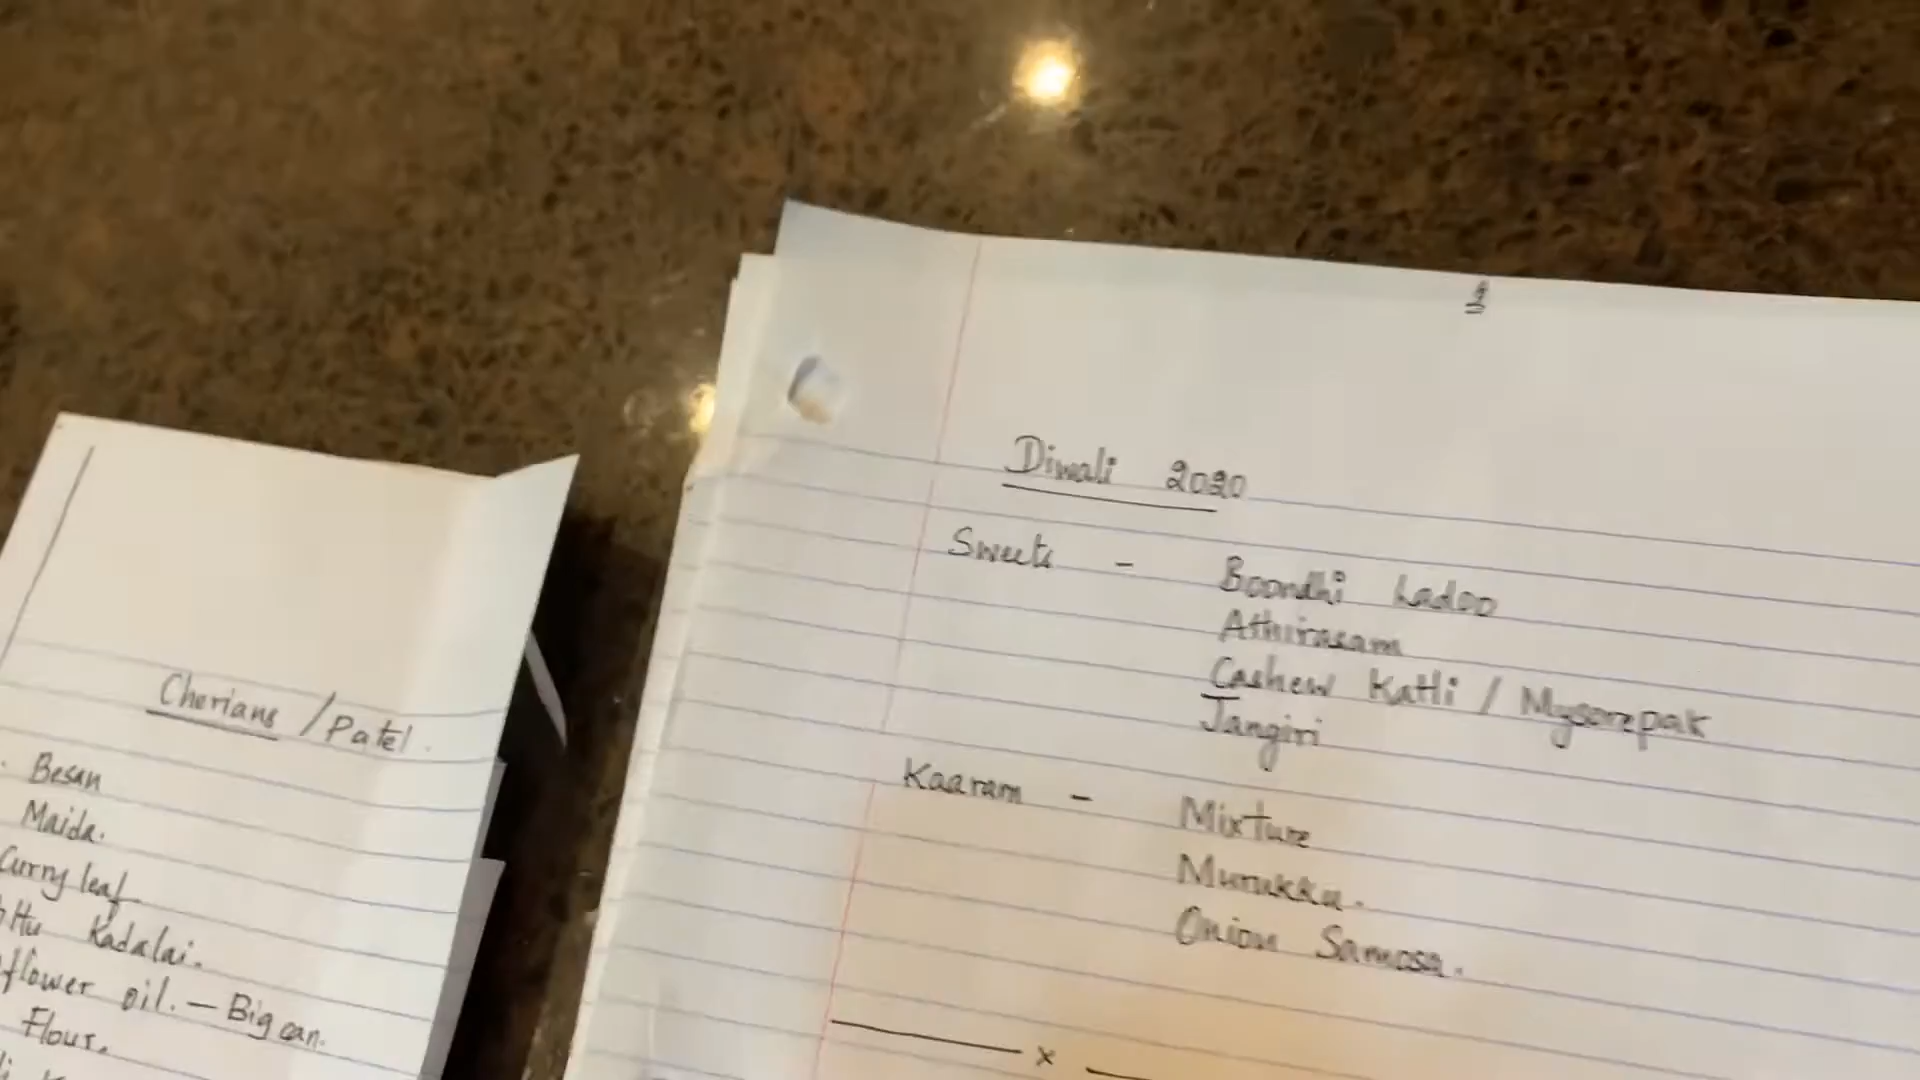 Cherians / Patel.
Besan
Maida.
Curry leaf
Kadalai.
oil. — Big can.
Flour.
Diwali 2020
Sweets - Boondhi Ladoo
Athirasam
Cashew Katli / Mysorepak
Jangiri
Kaaram - Mixture
Murukku.
Onion Samosa.
x